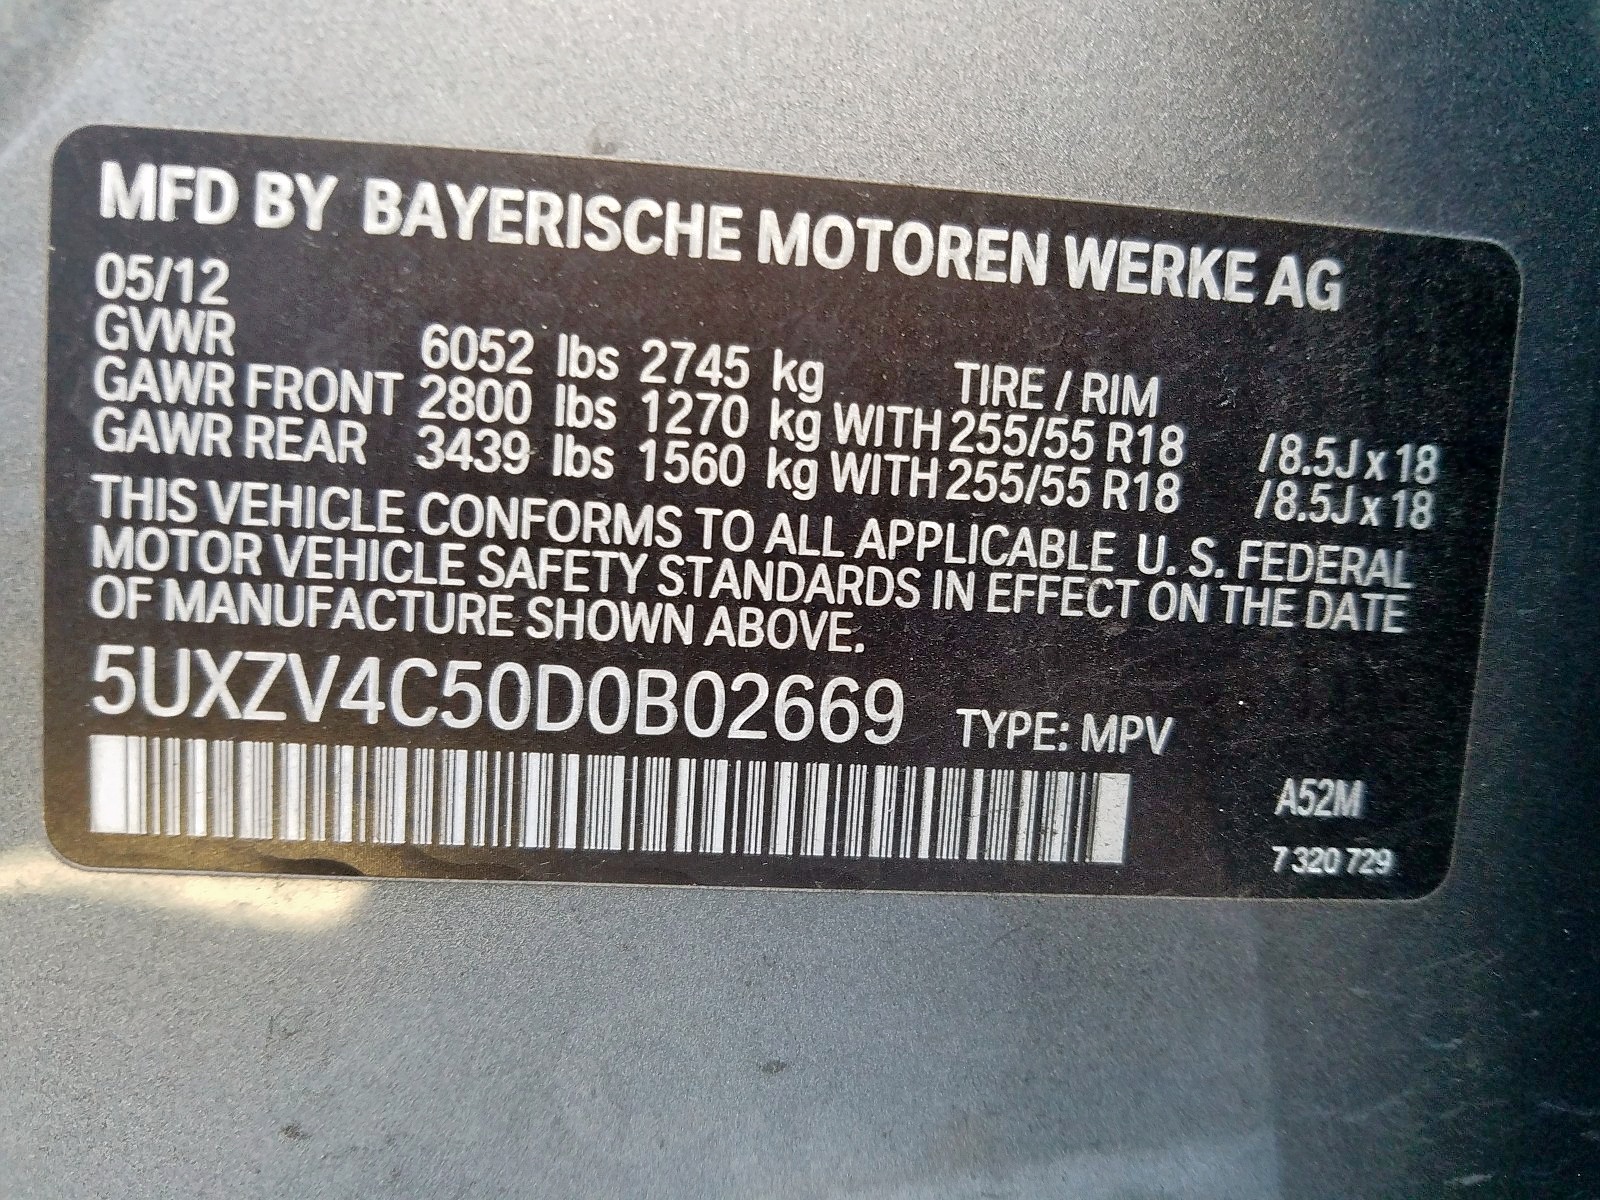 MFD BY BAYERISCHE MOTOREN WERKE AG
05/12
GVWR 6052 lbs 2745 kg TIRE / RIM
GAWR FRONT 2800 lbs 1270 kg WITH 255/55 R18 /8.5J x 18
GAWR REAR 3439 lbs 1560 kg WITH 255/55 R18 /8.5J x 18
THIS VEHICLE CONFORMS TO ALL APPLICABLE U. S. FEDERAL
MOTOR VEHICLE SAFETY STANDARDS IN EFFECT ON THE DATE
OF MANUFACTURE SHOWN ABOVE.
5UXZV4C50D0B02669 TYPE: MPV
A52M
7 320 729